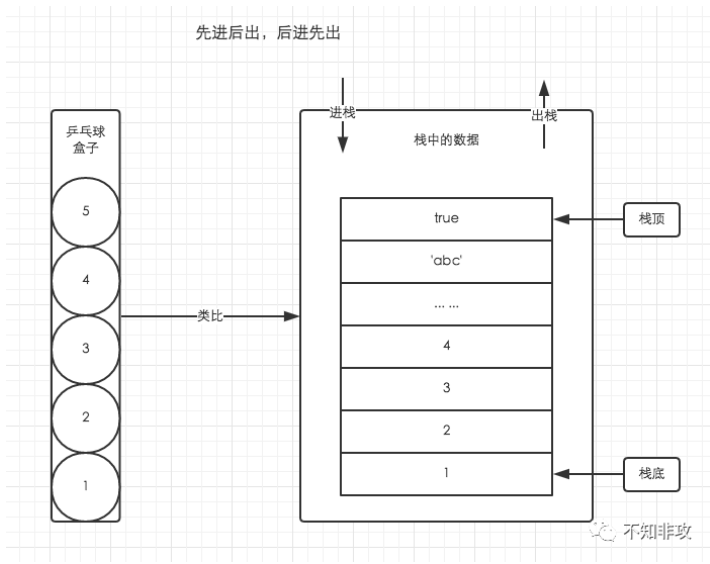 先进后出，后进先出
进栈
出栈
乒乓球
盒子
栈中的数据
5
4
3
2
1
类比
true
'abc'
... ...
4
3
2
1
栈顶
栈底
不知非攻